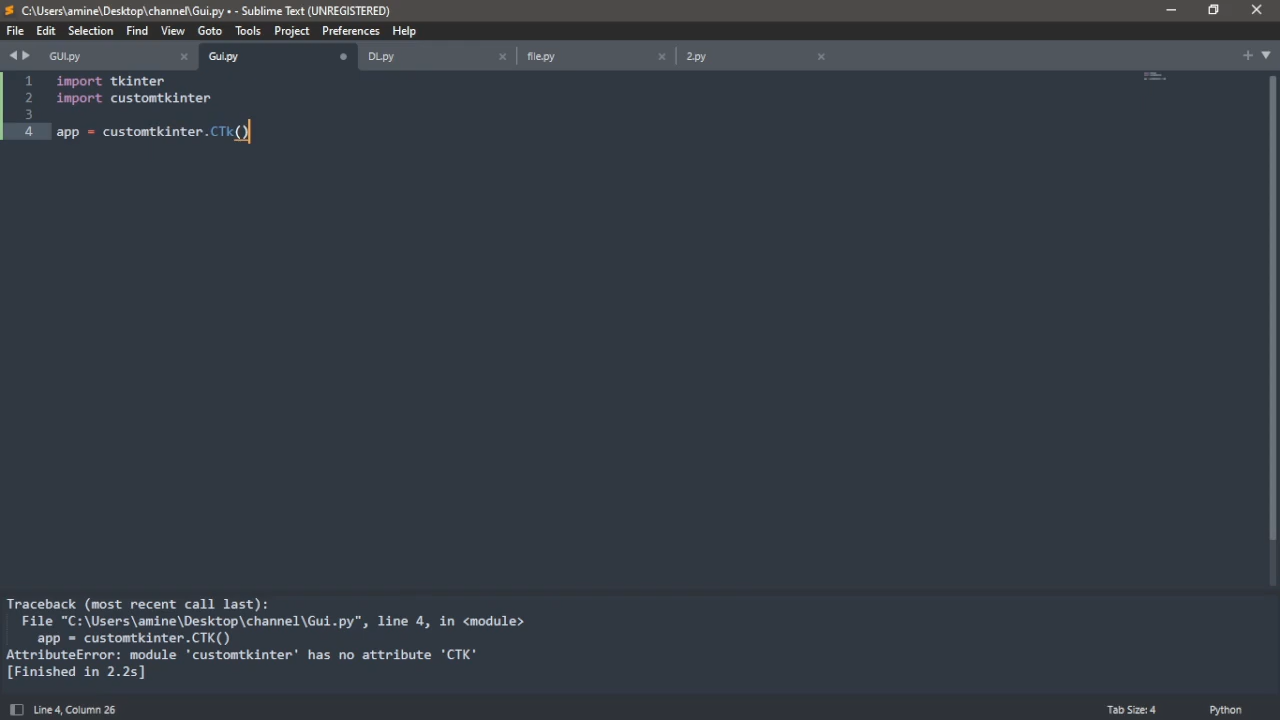 C:\Users\amine\Desktop\channel\Gui.py • - Sublime Text (UNREGISTERED)
File Edit Selection Find View Goto Tools Project Preferences Help
GUI.py Gui.py DL.py file.py 2.py
1 import tkinter
2 import customtkinter
3
4 app = customtkinter.CTk()
Traceback (most recent call last):
File "C:\Users\amine\Desktop\channel\Gui.py", line 4, in <module>
app = customtkinter.CTK()
AttributeError: module 'customtkinter' has no attribute 'CTK'
[Finished in 2.2s]
Line 4, Column 26 Tab Size: 4 Python